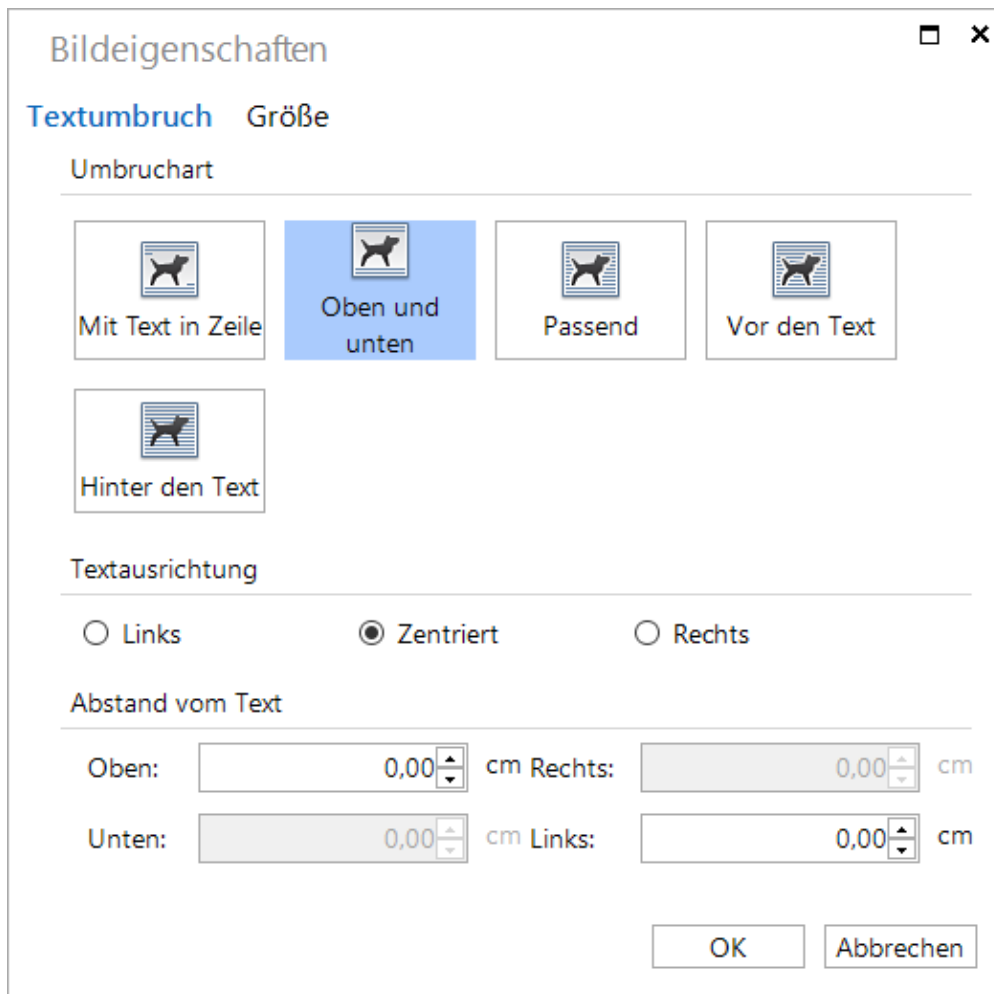 Bildeigenschaften
Textumbruch Größe
Umbruchart
Mit Text in Zeile
Oben und
unten
Passend
Vor den Text
Hinter den Text
Textausrichtung
Links Zentriert Rechts
Abstand vom Text
Oben: 0,00 cm Rechts: 0,00 cm
Unten: 0,00 cm Links: 0,00 cm
OK Abbrechen